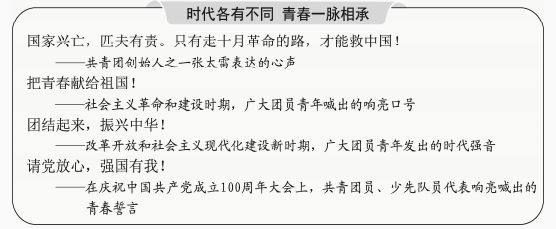 时代各有不同 青春一脉相承
国家兴亡，匹夫有责。只有走十月革命的路，才能救中国！
——共青团创始人之一张太雷表达的心声
把青春献给祖国！
——社会主义革命和建设时期，广大团员青年喊出的响亮口号
团结起来，振兴中华！
——改革开放和社会主义现代化建设新时期，广大团员青年发出的时代强音
请党放心，强国有我！
——在庆祝中国共产党成立100周年大会上，共青团员、少先队员代表响亮喊出的
青春誓言